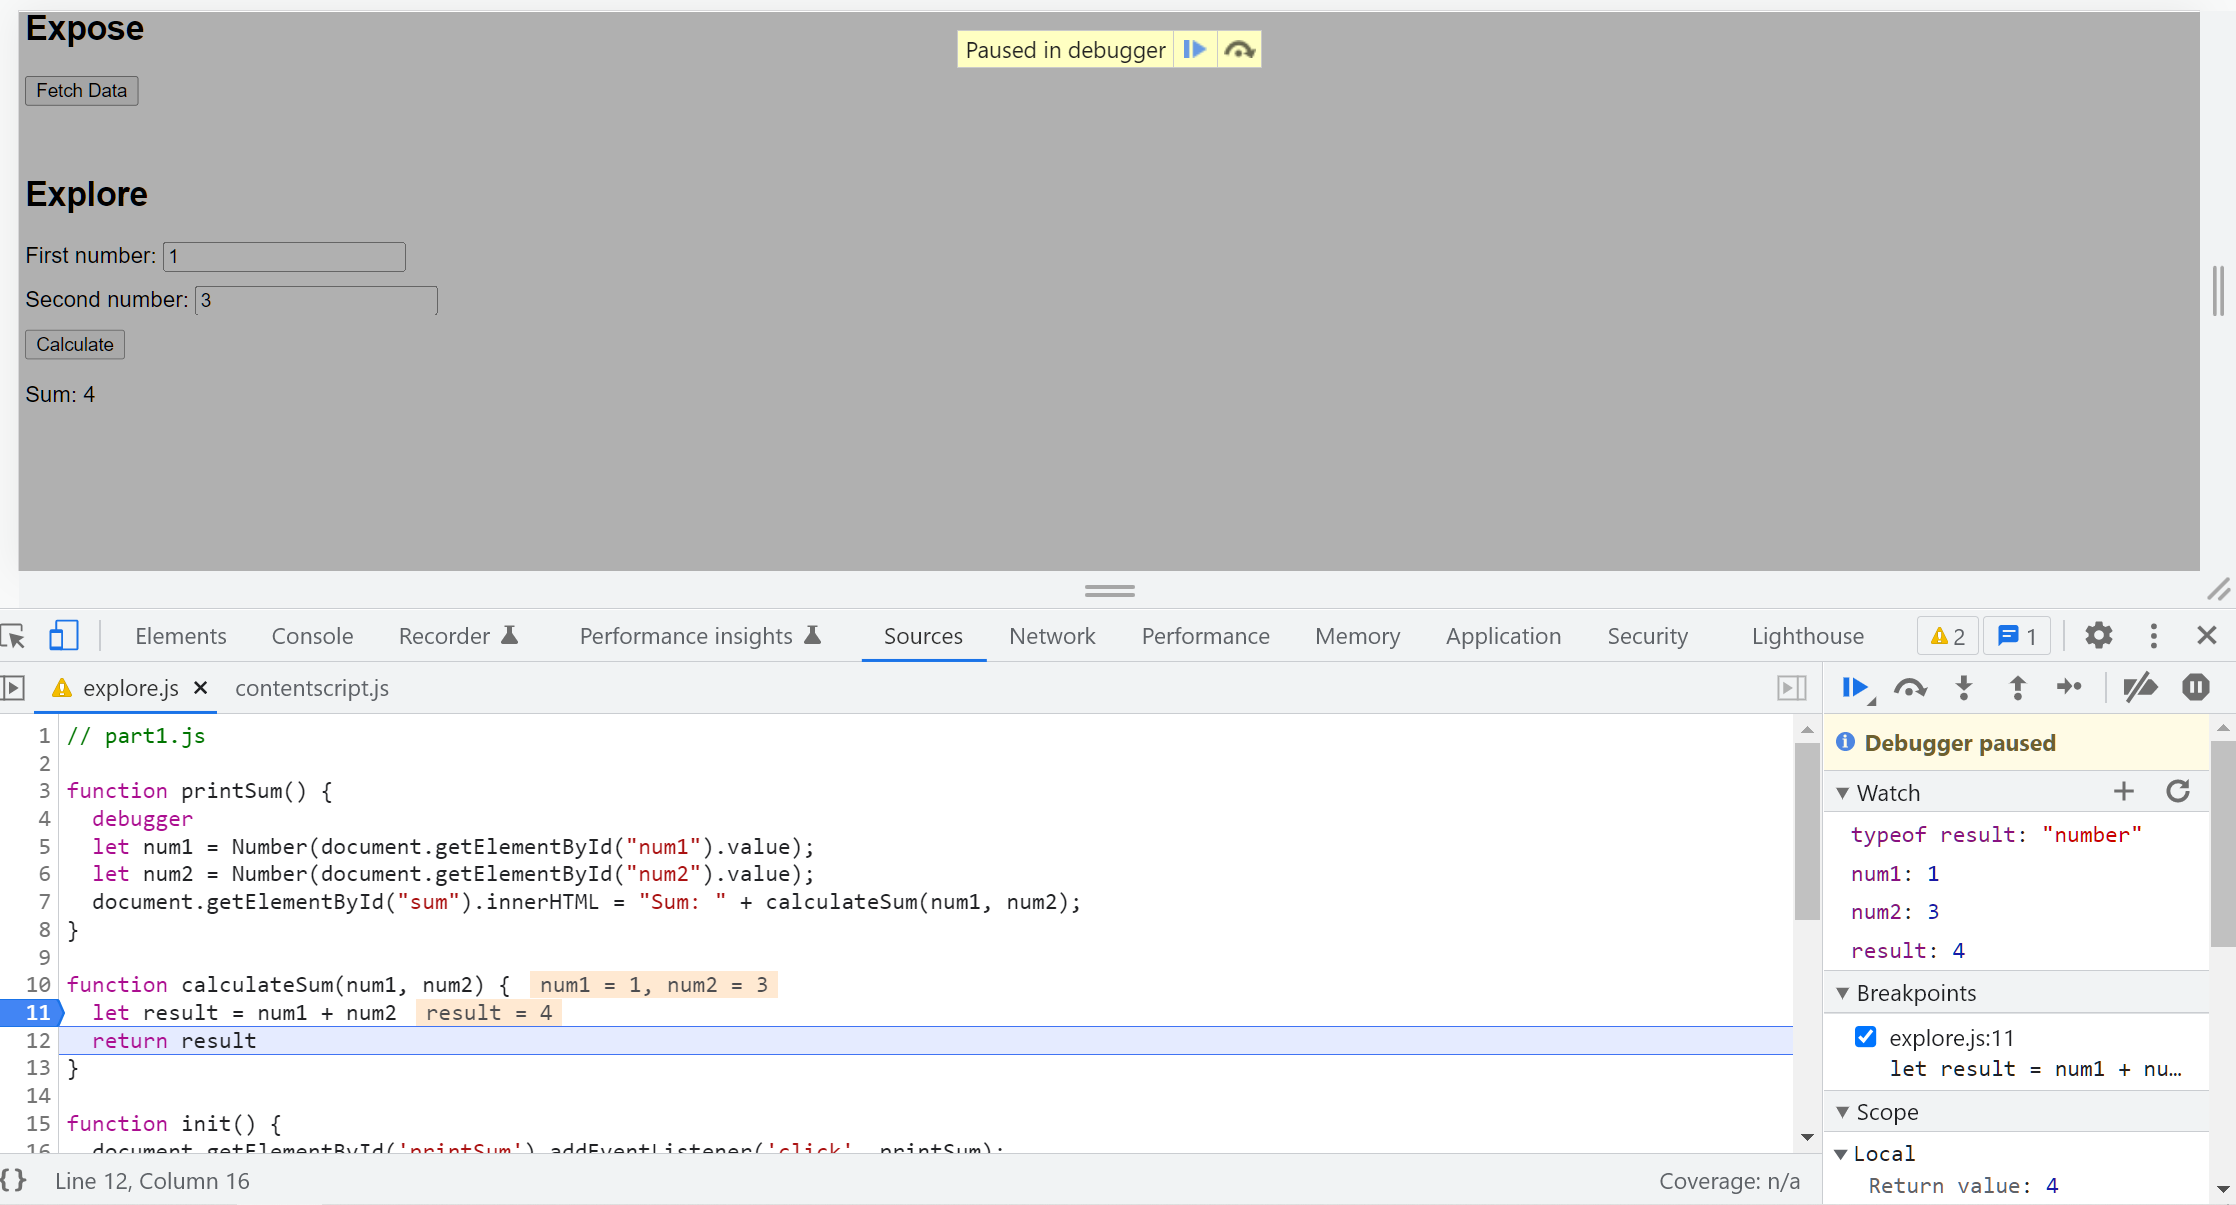 Expose
Paused in debugger
Fetch Data
Explore
First number: 1
Second number: 3
Calculate
Sum: 4
Elements Console Recorder Performance insights Sources Network Performance Memory Application Security Lighthouse 2 1
explore.js contentscript.js
1 // part1.js
2
3 function printSum() {
4 debugger
5 let num1 = Number(document.getElementById("num1").value);
6 let num2 = Number(document.getElementById("num2").value);
7 document.getElementById("sum").innerHTML = "Sum: " + calculateSum(num1, num2);
8 }
9
10 function calculateSum(num1, num2) { num1 = 1, num2 = 3
11 let result = num1 + num2 result = 4
12 return result
13 }
14
15 function init() {
16 document.getElementById('printSum').addEventListener('click', printSum);
{} Line 12, Column 16
Coverage: n/a
Debugger paused
Watch
typeof result: "number"
num1: 1
num2: 3
result: 4
Breakpoints
explore.js:11
let result = num1 + nu…
Scope
Local
Return value: 4